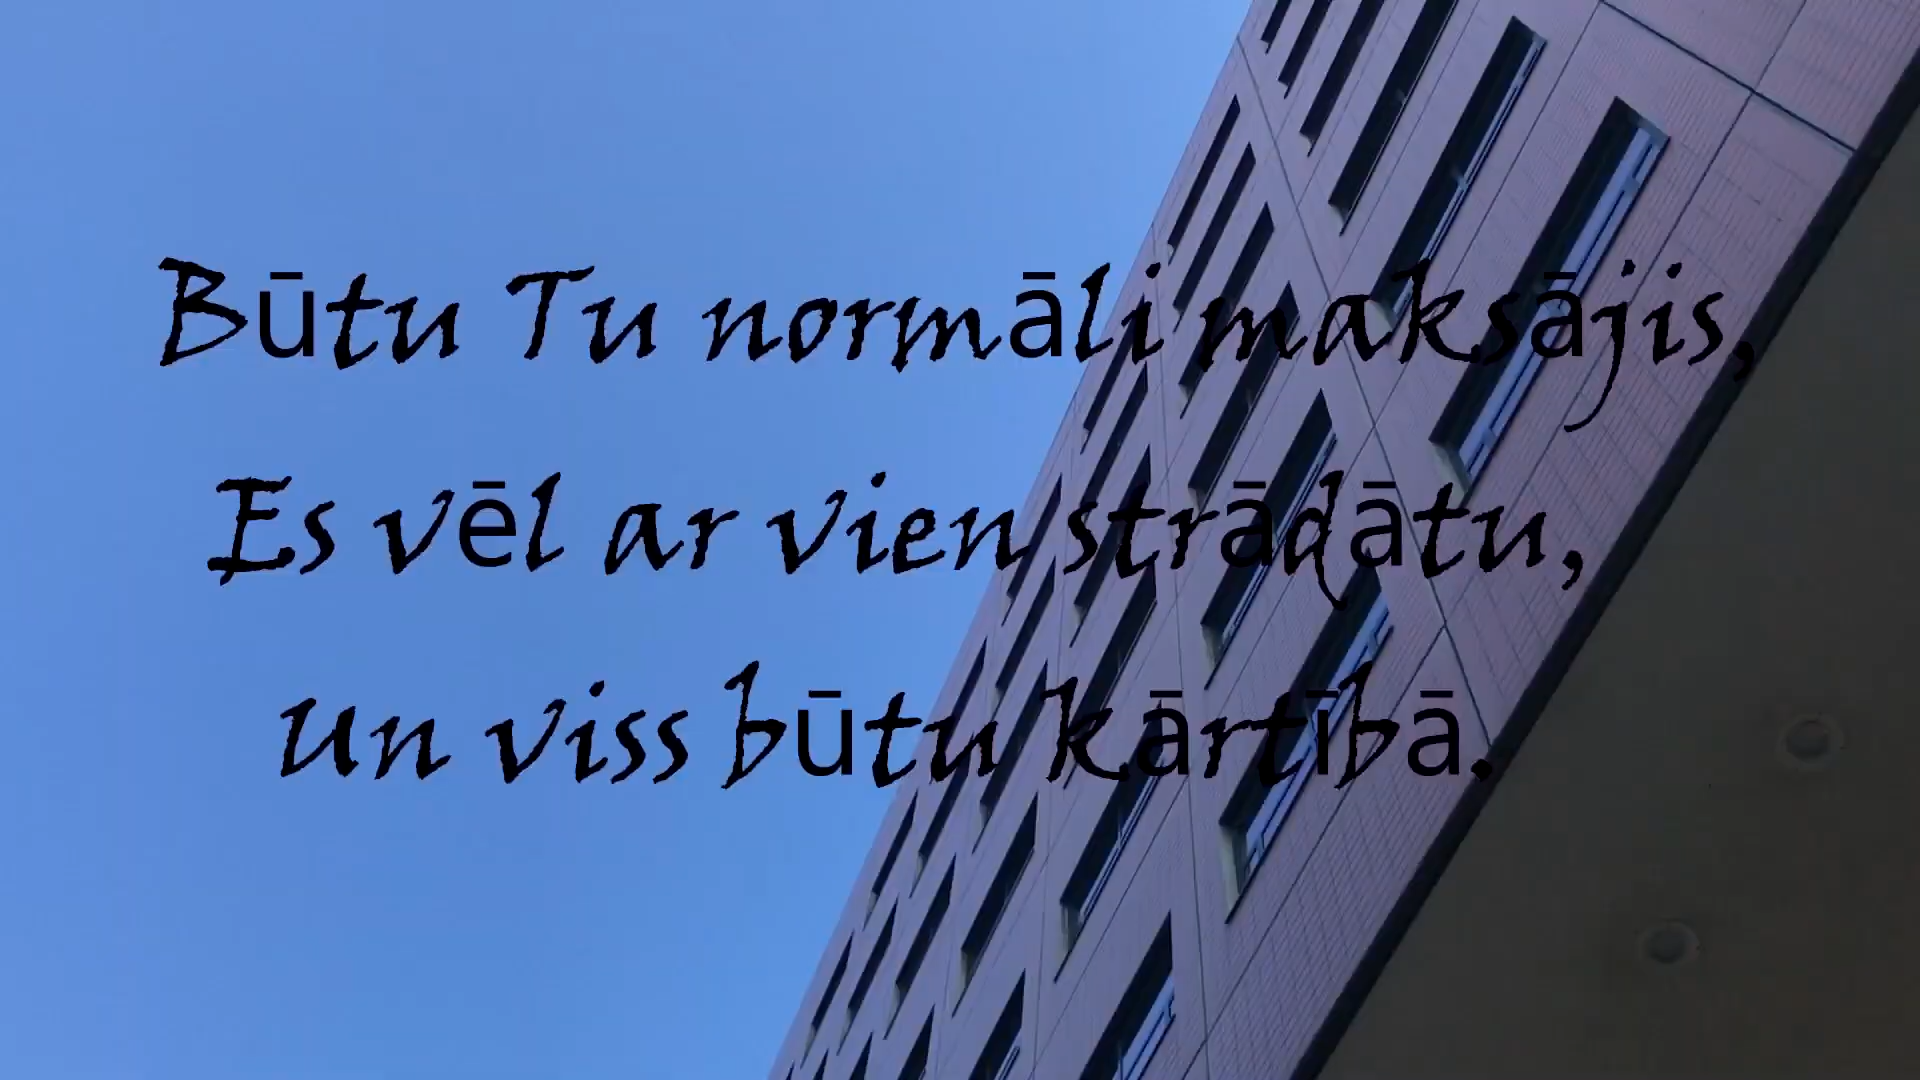 Būtu Tu normāli maksājis,
Es vēl ar vien strādātu,
Un viss būtu kārtībā.